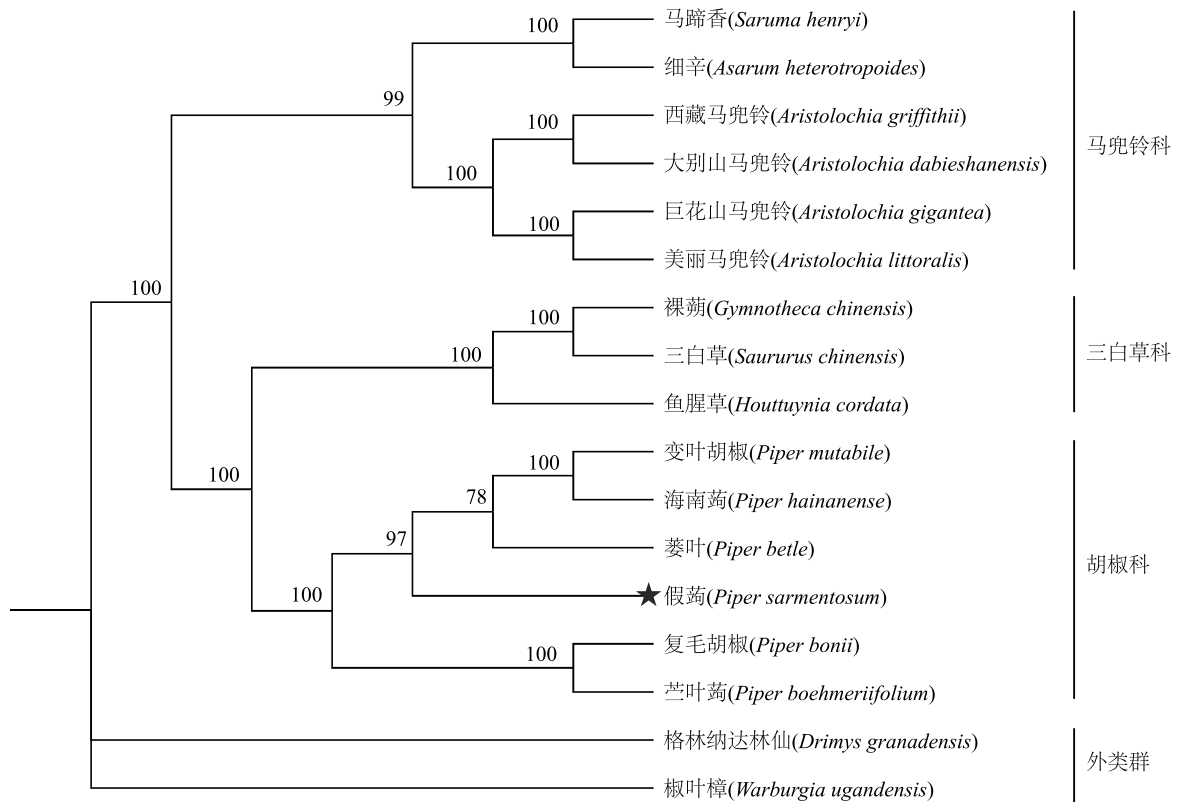 100 马蹄香(Saruma henryi)
细辛(Asarum heterotropoides)
99
100 西藏马兜铃(Aristolochia griffithii)
大别山马兜铃(Aristolochia dabieshanensis)
马兜铃科
100
100 巨花山马兜铃(Aristolochia gigantea)
美丽马兜铃(Aristolochia littoralis)
100
100 裸蒴(Gymnotheca chinensis)
三白草(Saururus chinensis)
三白草科
100
鱼腥草(Houttuynia cordata)
100
100 变叶胡椒(Piper mutabile)
海南蒟(Piper hainanense)
78
蒌叶(Piper betle)
97
胡椒科
假蒟(Piper sarmentosum)
100
100 复毛胡椒(Piper bonii)
苎叶蒟(Piper boehmeriifolium)
格林纳达林仙(Drimys granadensis)
外类群
椒叶樟(Warburgia ugandensis)